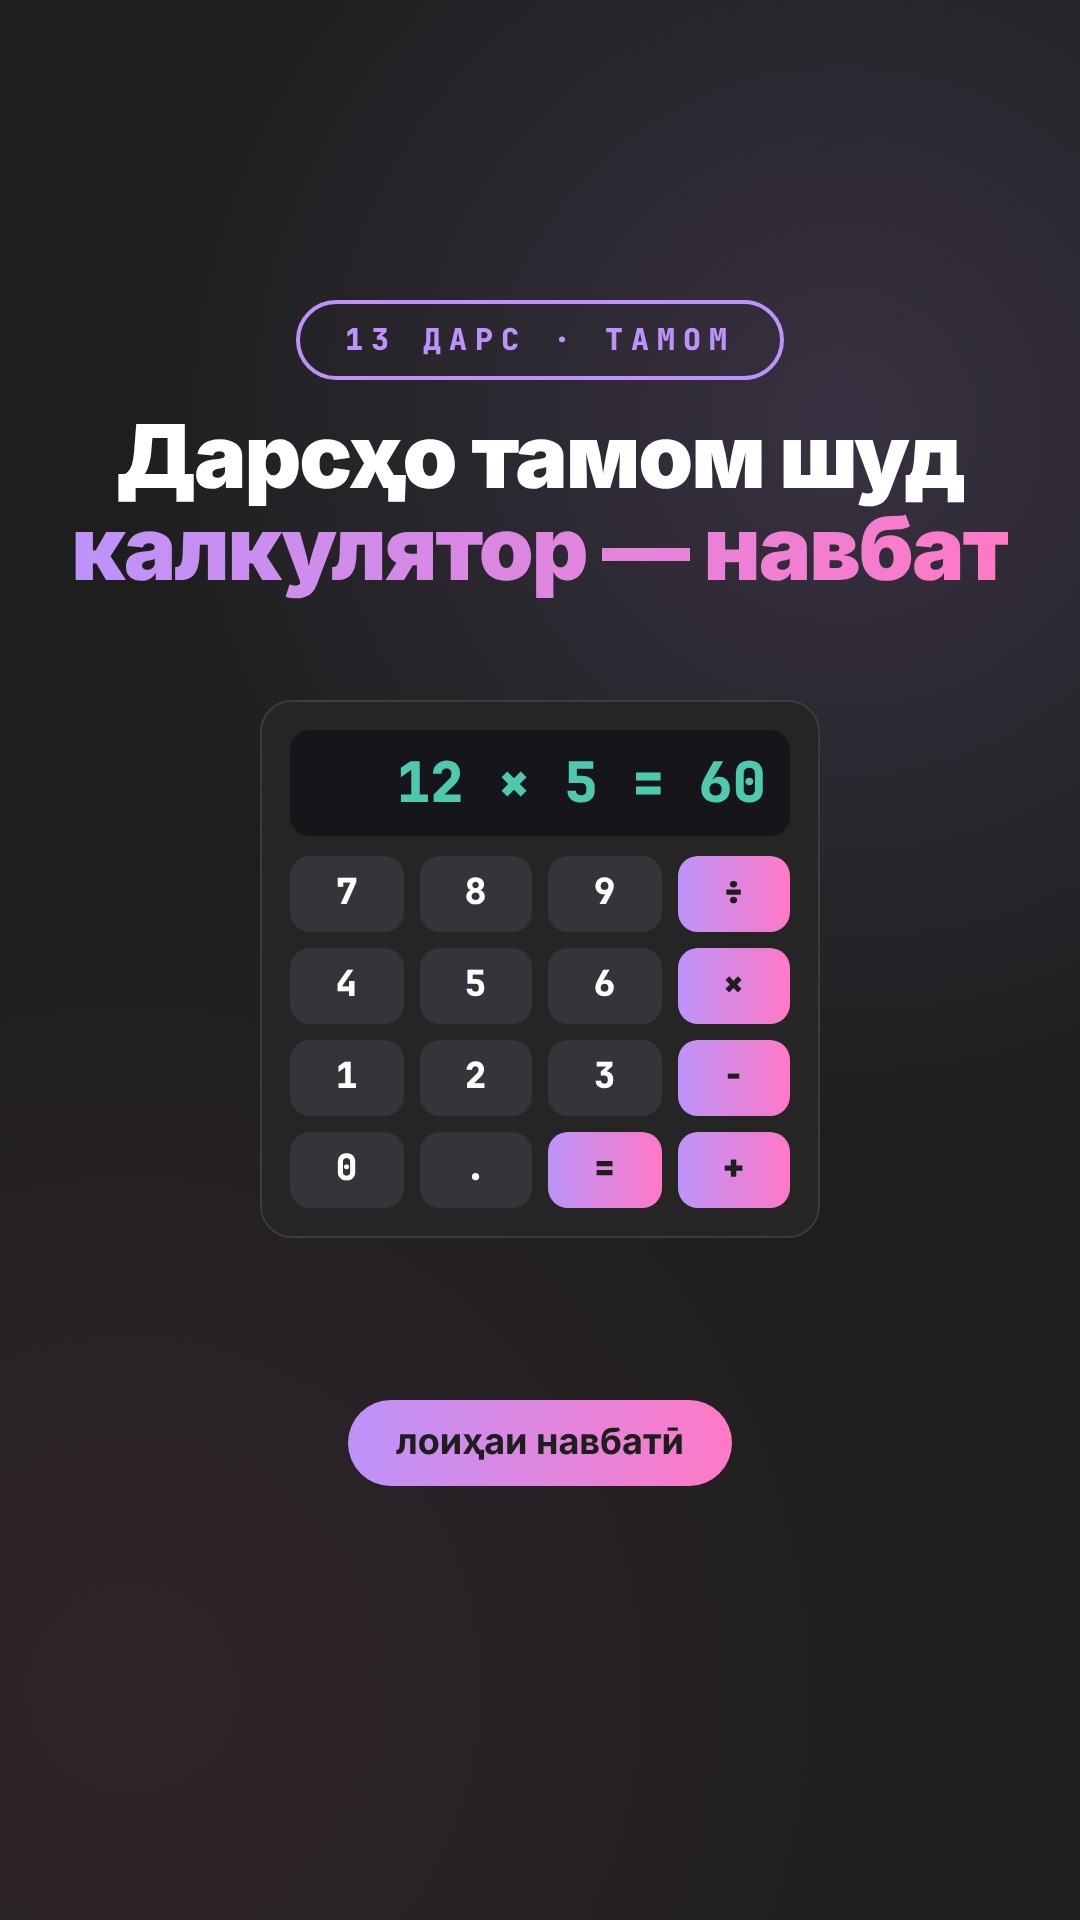 13 ДАРС · ТАМОМ
Дарсҳо тамом шуд
калкулятор — навбат
12 × 5 = 60
7 8 9 ÷
4 5 6 ×
1 2 3 -
0 . = +
лоиҳаи навбатӣ